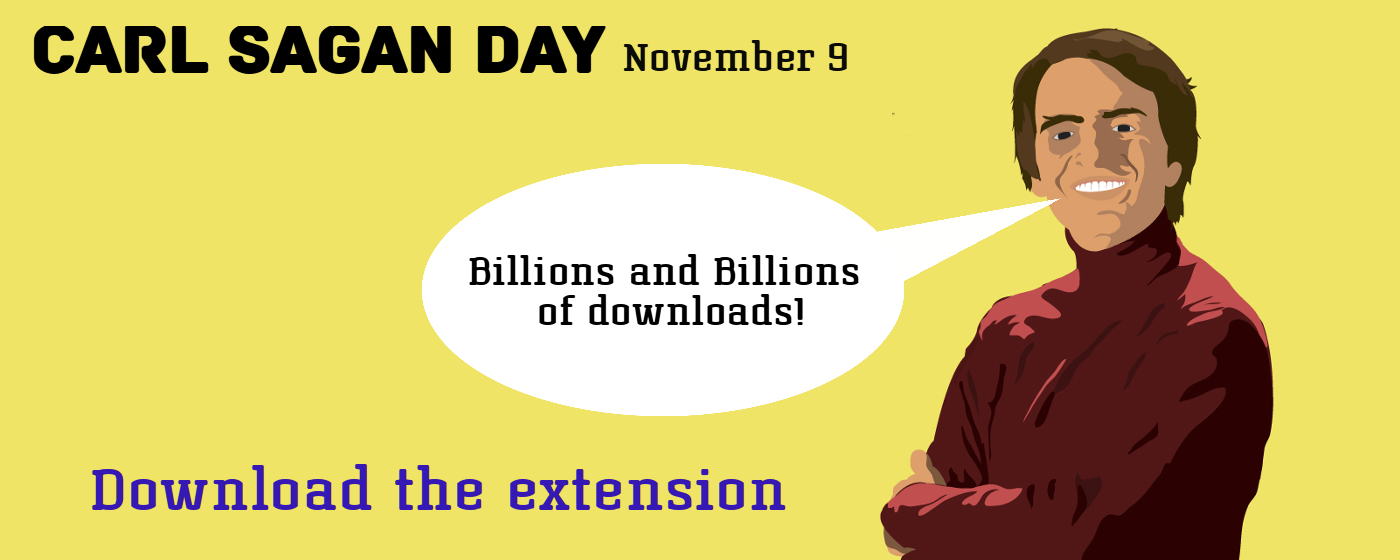 CARL SAGAN DAY November 9
Billions and Billions
of downloads!
Download the extension